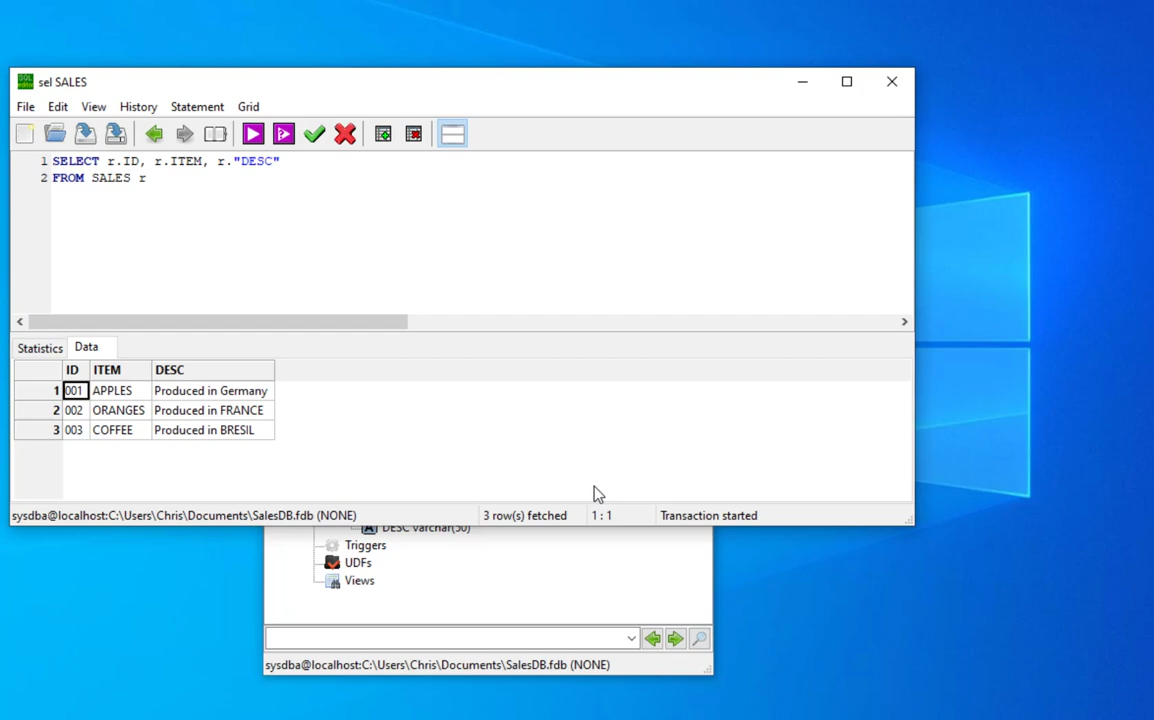 sel SALES
File Edit View History Statement Grid
1 SELECT r.ID, r.ITEM, r."DESC"
2 FROM SALES r
Statistics Data
ID ITEM DESC
1 001 APPLES Produced in Germany
2 002 ORANGES Produced in FRANCE
3 003 COFFEE Produced in BRESIL
sysdba@localhost:C:\Users\Chris\Documents\SalesDB.fdb (NONE) 3 row(s) fetched 1 : 1 Transaction started
DESC varchar(50)
Triggers
UDFs
Views
sysdba@localhost:C:\Users\Chris\Documents\SalesDB.fdb (NONE)